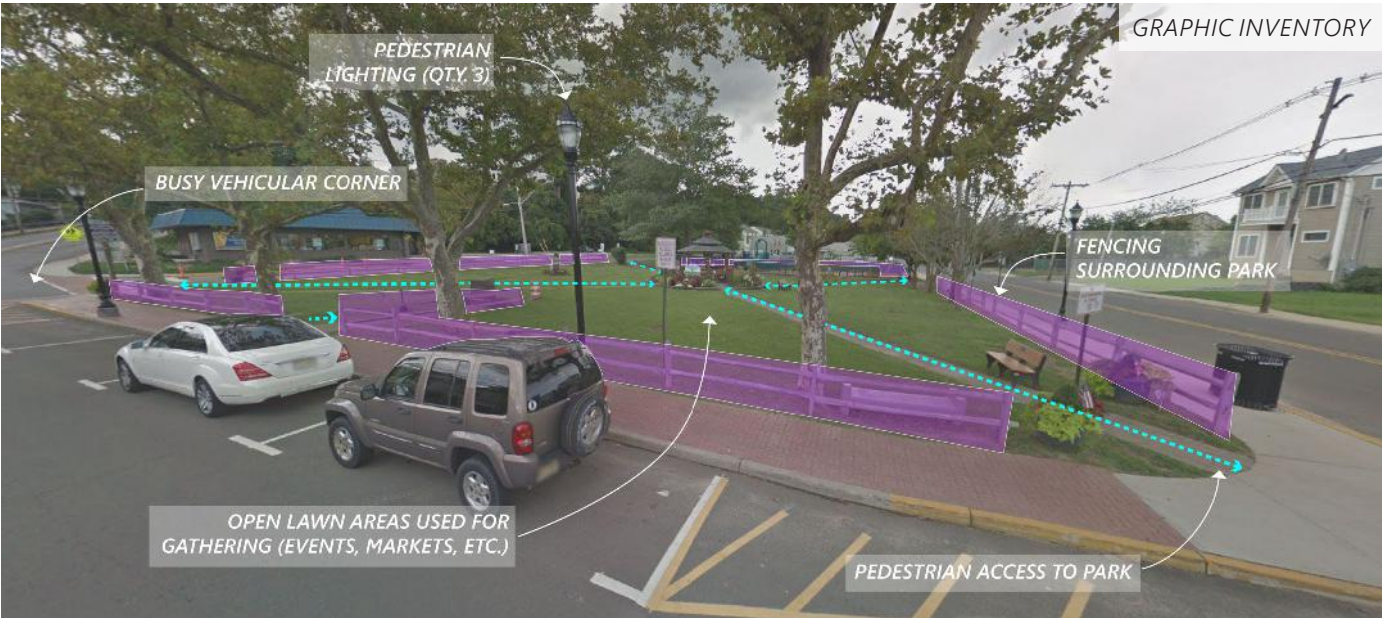 GRAPHIC INVENTORY
PEDESTRIAN
LIGHTING (QTY. 3)
BUSY VEHICULAR CORNER
FENCING
SURROUNDING PARK
OPEN LAWN AREAS USED FOR
GATHERING (EVENTS, MARKETS, ETC.)
PEDESTRIAN ACCESS TO PARK